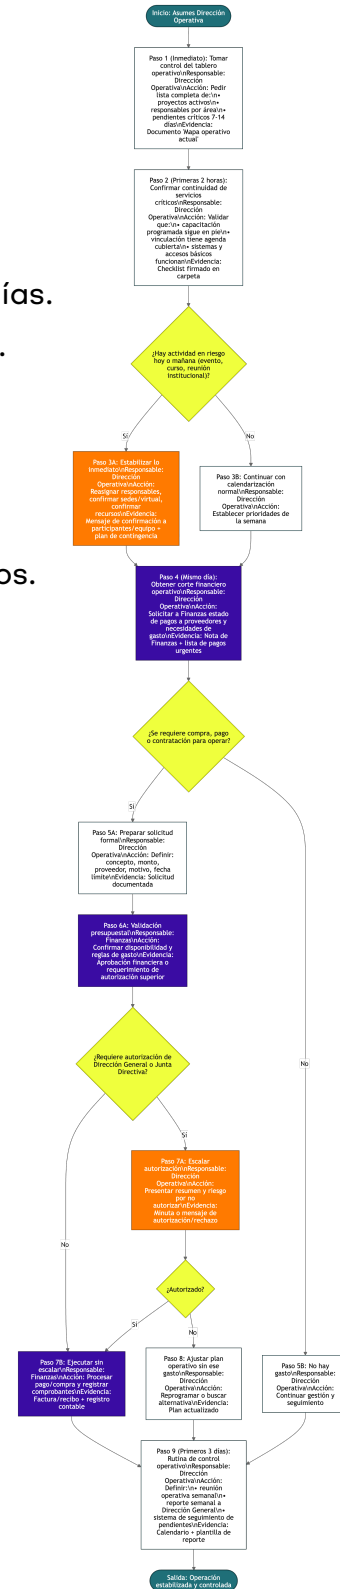 Inicio: Asumes Dirección
Operativa
Paso 1 (Inmediato): Tomar
control del tablero
operativo\nResponsable:
Dirección
Operativa\nAcción: Pedir
lista completa de:\n•
proyectos activos\n•
responsables por área\n•
pendientes críticos 7-14
días\nEvidencia:
Documento 'Mapa operativo
actual'
Paso 2 (Primeras 2 horas):
Confirmar continuidad de
servicios
críticos\nResponsable:
Dirección
Operativa\nAcción: Validar
que:\n• capacitación
programada sigue en pie\n•
vinculación tiene agenda
cubierta\n• sistemas y
accesos básicos
funcionan\nEvidencia:
Checklist firmado en
carpeta
ías.
.
¿Hay actividad en riesgo
hoy o mañana (evento,
curso, reunión
institucional)?
Sí
No
Paso 3A: Estabilizar lo
inmediato\nResponsable:
Dirección
Operativa\nAcción:
Reasignar responsables,
confirmar sedes/virtual,
confirmar
recursos\nEvidencia:
Mensaje de confirmación a
participantes/equipo +
plan de contingencia
Paso 3B: Continuar con
calendarización
normal\nResponsable:
Dirección
Operativa\nAcción:
Establecer prioridades de
la semana
os.
Paso 4 (Mismo día):
Obtener corte financiero
operativo\nResponsable:
Dirección
Operativa\nAcción:
Solicitar a Finanzas estado
de pagos a proveedores y
necesidades de
gasto\nEvidencia: Nota de
Finanzas + lista de pagos
urgentes
¿Se requiere compra, pago
o contratación para operar?
Sí
Paso 5A: Preparar solicitud
formal\nResponsable:
Dirección
Operativa\nAcción: Definir:
concepto, monto,
proveedor, motivo, fecha
límite\nEvidencia: Solicitud
documentada
Paso 6A: Validación
presupuestal\nResponsable:
Finanzas\nAcción:
Confirmar disponibilidad y
reglas de gasto\nEvidencia:
Aprobación financiera o
requerimiento de
autorización superior
¿Requiere autorización de
Dirección General o Junta
Directiva?
No
Sí
Paso 7A: Escalar
autorización\nResponsable:
Dirección
Operativa\nAcción:
Presentar resumen y riesgo
por no
autorizar\nEvidencia:
Minuta o mensaje de
autorización/rechazo
No
¿Autorizado?
Sí
No
Paso 7B: Ejecutar sin
escalar\nResponsable:
Finanzas\nAcción: Procesar
pago/compra y registrar
comprobantes\nEvidencia:
Factura/recibo + registro
contable
Paso 8: Ajustar plan
operativo sin ese
gasto\nResponsable:
Dirección
Operativa\nAcción:
Reprogramar o buscar
alternativa\nEvidencia:
Plan actualizado
Paso 5B: No hay
gasto\nResponsable:
Dirección
Operativa\nAcción:
Continuar gestión y
seguimiento
Paso 9 (Primeros 3 días):
Rutina de control
operativo\nResponsable:
Dirección
Operativa\nAcción:
Definir:\n• reunión
operativa semanal\n•
reporte semanal a
Dirección General\n•
sistema de seguimiento de
pendientes\nEvidencia:
Calendario + plantilla de
reporte
Salida: Operación
estabilizada y controlada